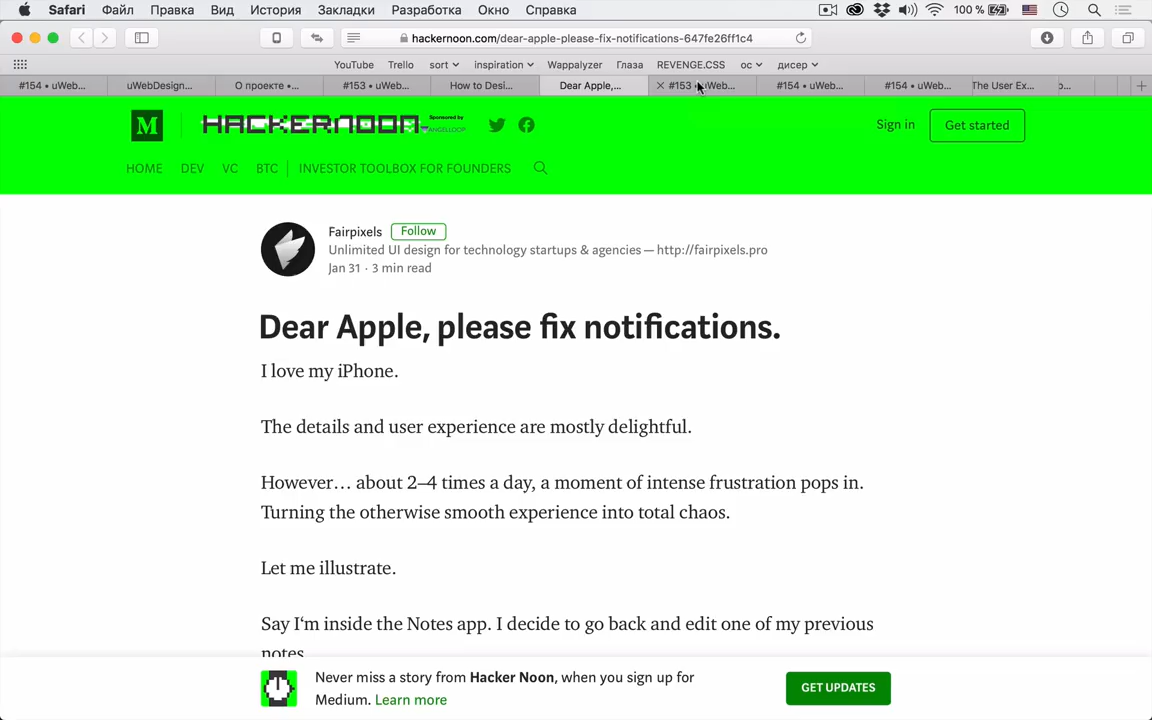 Safari Файл Правка Вид История Закладки Разработка Окно Справка 100 %
hackernoon.com/dear-apple-please-fix-notifications-647fe26ff1c4
YouTube Trello sort inspiration Wappalyzer Глаза REVENGE.CSS ос дисер
#154 • uWeb... uWebDesign... О проекте •... #153 • uWeb... How to Desi... Dear Apple,... #153 • uWeb... #154 • uWeb... #154 • uWeb... The User Ex...
M HACKERNOON Sponsored by ANGELLOOP Sign in Get started
HOME DEV VC BTC INVESTOR TOOLBOX FOR FOUNDERS
Fairpixels Follow
Unlimited UI design for technology startups & agencies — http://fairpixels.pro
Jan 31 · 3 min read
Dear Apple, please fix notifications.
I love my iPhone.
The details and user experience are mostly delightful.
However… about 2–4 times a day, a moment of intense frustration pops in.
Turning the otherwise smooth experience into total chaos.
Let me illustrate.
Say I‘m inside the Notes app. I decide to go back and edit one of my previous
notes.
Never miss a story from Hacker Noon, when you sign up for
Medium. Learn more
GET UPDATES